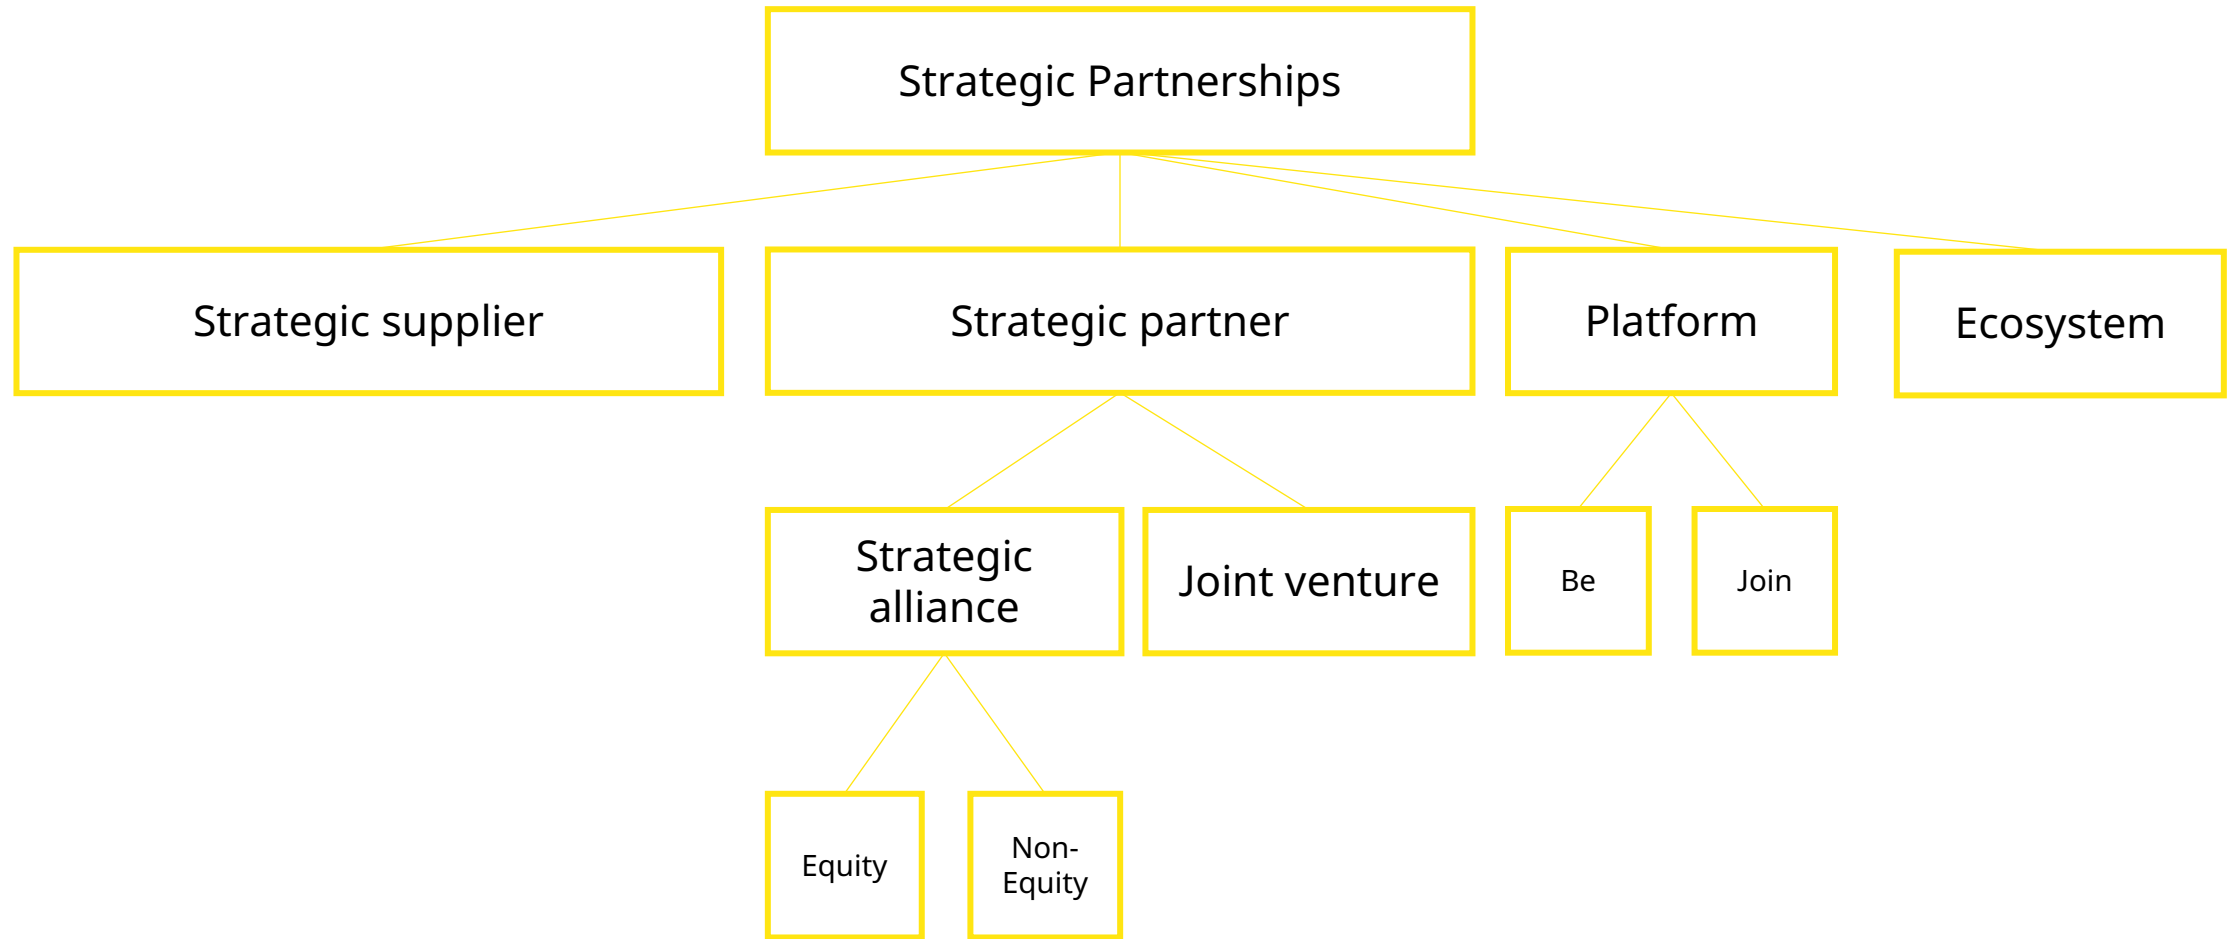 Strategic Partnerships
Strategic supplier
Strategic partner
Platform
Ecosystem
Strategic
alliance
Joint venture
Be
Join
Equity
Non-
Equity